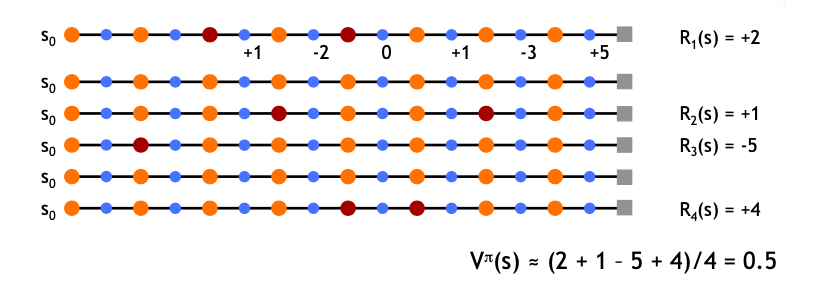 s₀ R₁(s) = +2
+1 -2 0 +1 -3 +5
s₀
s₀ R₂(s) = +1
s₀ R₃(s) = -5
s₀
s₀ R₄(s) = +4
Vᵖ(s) ≈ (2 + 1 - 5 + 4)/4 = 0.5